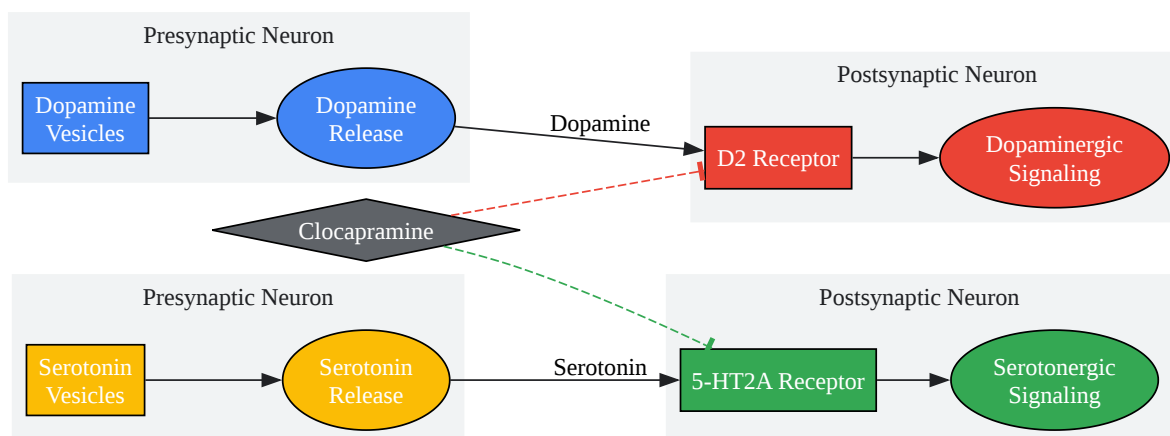 Presynaptic Neuron
Dopamine
Vesicles
Dopamine
Release
Dopamine
Postsynaptic Neuron
D2 Receptor
Dopaminergic
Signaling
Clocapramine
Presynaptic Neuron
Serotonin
Vesicles
Serotonin
Release
Serotonin
Postsynaptic Neuron
5-HT2A Receptor
Serotonergic
Signaling